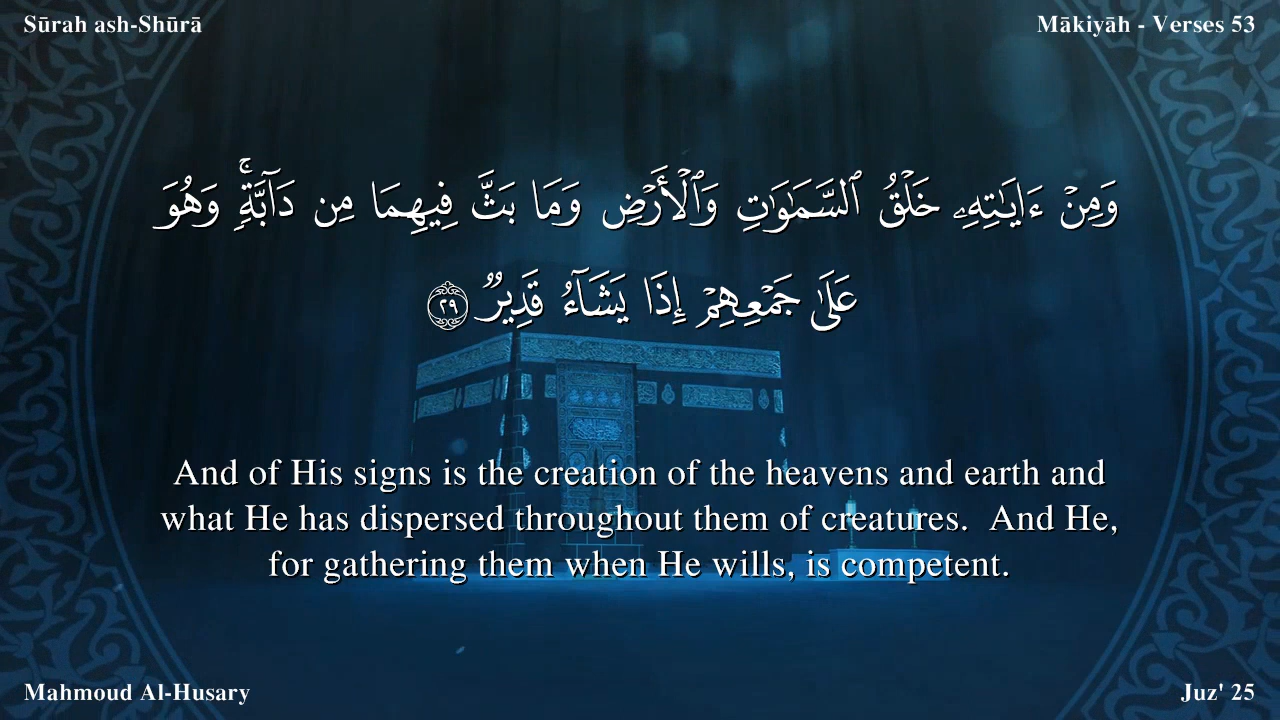 Sūrah ash-Shūrā
Mākiyāh - Verses 53
وَمِنْ ءَايَـٰتِهِۦ خَلْقُ ٱلسَّمَـٰوَٰتِ وَٱلْأَرْضِ وَمَا بَثَّ فِيهِمَا مِن دَآبَّةٍۢ ۚ وَهُوَ
عَلَىٰ جَمْعِهِمْ إِذَا يَشَآءُ قَدِيرٌۭ ٢٩
And of His signs is the creation of the heavens and earth and
what He has dispersed throughout them of creatures.  And He,
for gathering them when He wills, is competent.
Mahmoud Al-Husary
Juz' 25